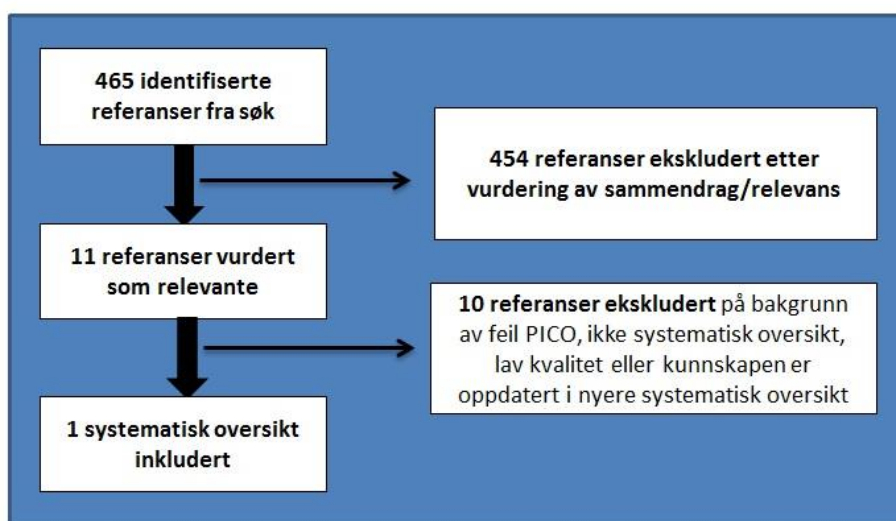 465 identifiserte
referanser fra søk
454 referanser ekskludert etter
vurdering av sammendrag/relevans
11 referanser vurdert
som relevante
10 referanser ekskludert på bakgrunn
av feil PICO, ikke systematisk oversikt,
lav kvalitet eller kunnskapen er
oppdatert i nyere systematisk oversikt
1 systematisk oversikt
inkludert